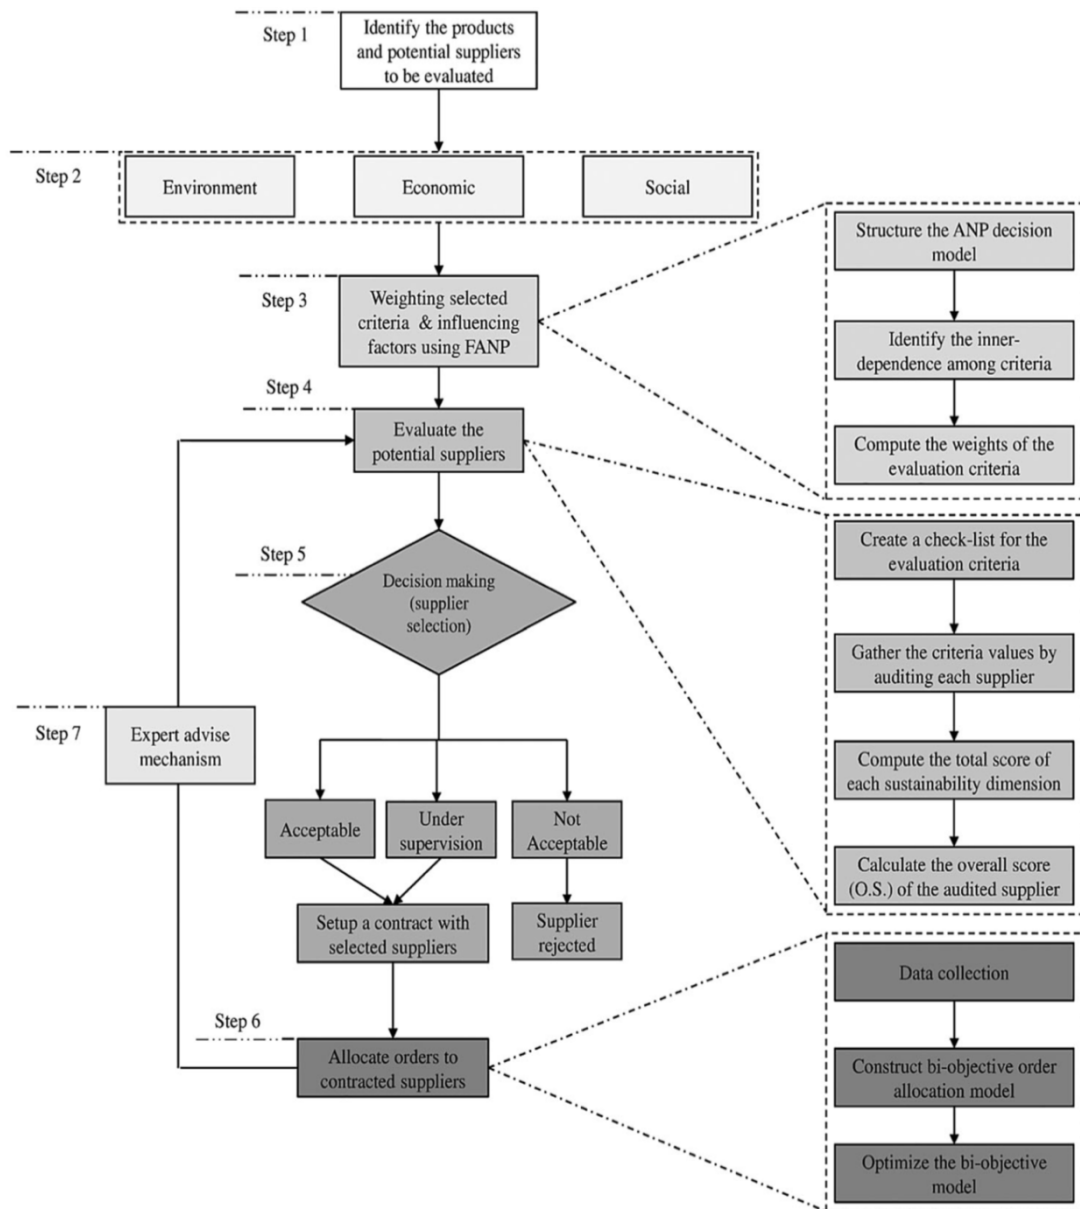 Step 1
Identify the products
and potential suppliers
to be evaluated
Step 2
Environment
Economic
Social
Step 3
Weighting selected
criteria & influencing
factors using FANP
Structure the ANP decision
model
Identify the inner-
dependence among criteria
Compute the weights of the
evaluation criteria
Step 4
Evaluate the
potential suppliers
Create a check-list for the
evaluation criteria
Gather the criteria values by
auditing each supplier
Compute the total score of
each sustainability dimension
Calculate the overall score
(O.S.) of the audited supplier
Step 5
Decision making
(supplier
selection)
Acceptable
Under
supervision
Not
Acceptable
Setup a contract with
selected suppliers
Supplier
rejected
Step 6
Allocate orders to
contracted suppliers
Data collection
Construct bi-objective order
allocation model
Optimize the bi-objective
model
Step 7
Expert advise
mechanism